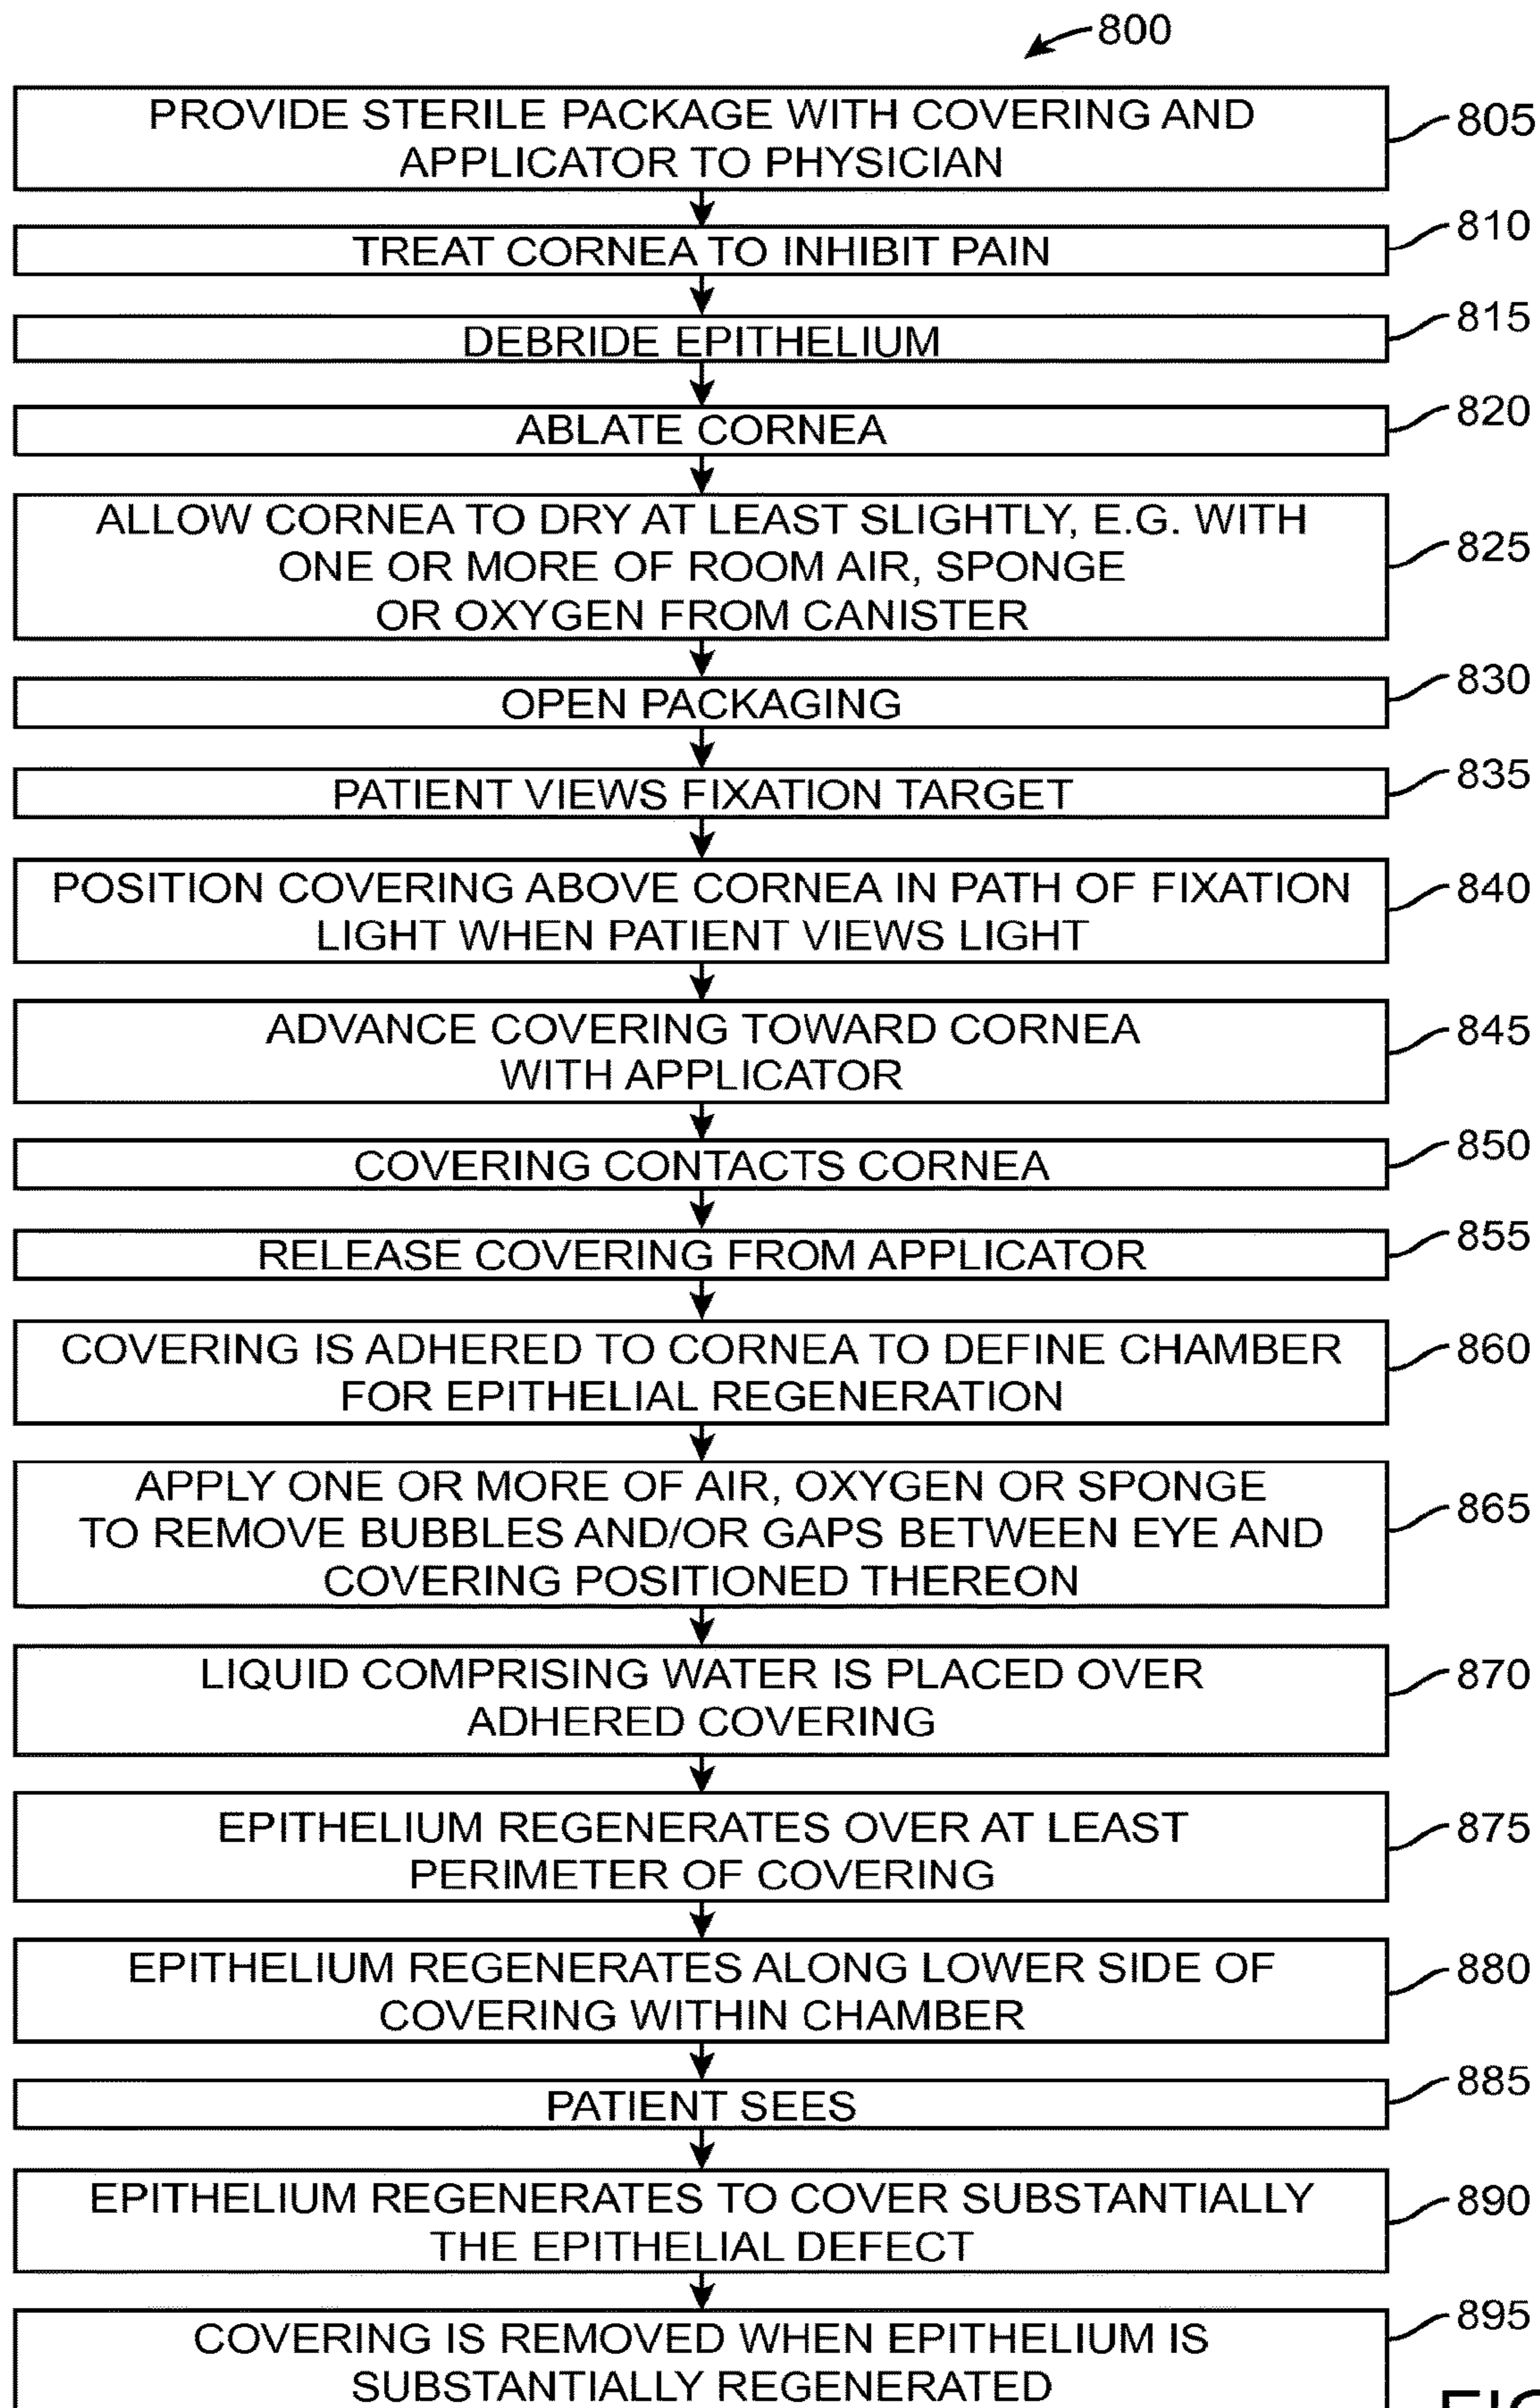 800
PROVIDE STERILE PACKAGE WITH COVERING AND
APPLICATOR TO PHYSICIAN
805
TREAT CORNEA TO INHIBIT PAIN
810
DEBRIDE EPITHELIUM
815
ABLATE CORNEA
820
ALLOW CORNEA TO DRY AT LEAST SLIGHTLY, E.G. WITH
ONE OR MORE OF ROOM AIR, SPONGE
OR OXYGEN FROM CANISTER
825
OPEN PACKAGING
830
PATIENT VIEWS FIXATION TARGET
835
POSITION COVERING ABOVE CORNEA IN PATH OF FIXATION
LIGHT WHEN PATIENT VIEWS LIGHT
840
ADVANCE COVERING TOWARD CORNEA
WITH APPLICATOR
845
COVERING CONTACTS CORNEA
850
RELEASE COVERING FROM APPLICATOR
855
COVERING IS ADHERED TO CORNEA TO DEFINE CHAMBER
FOR EPITHELIAL REGENERATION
860
APPLY ONE OR MORE OF AIR, OXYGEN OR SPONGE
TO REMOVE BUBBLES AND/OR GAPS BETWEEN EYE AND
COVERING POSITIONED THEREON
865
LIQUID COMPRISING WATER IS PLACED OVER
ADHERED COVERING
870
EPITHELIUM REGENERATES OVER AT LEAST
PERIMETER OF COVERING
875
EPITHELIUM REGENERATES ALONG LOWER SIDE OF
COVERING WITHIN CHAMBER
880
PATIENT SEES
885
EPITHELIUM REGENERATES TO COVER SUBSTANTIALLY
THE EPITHELIAL DEFECT
890
COVERING IS REMOVED WHEN EPITHELIUM IS
SUBSTANTIALLY REGENERATED
895